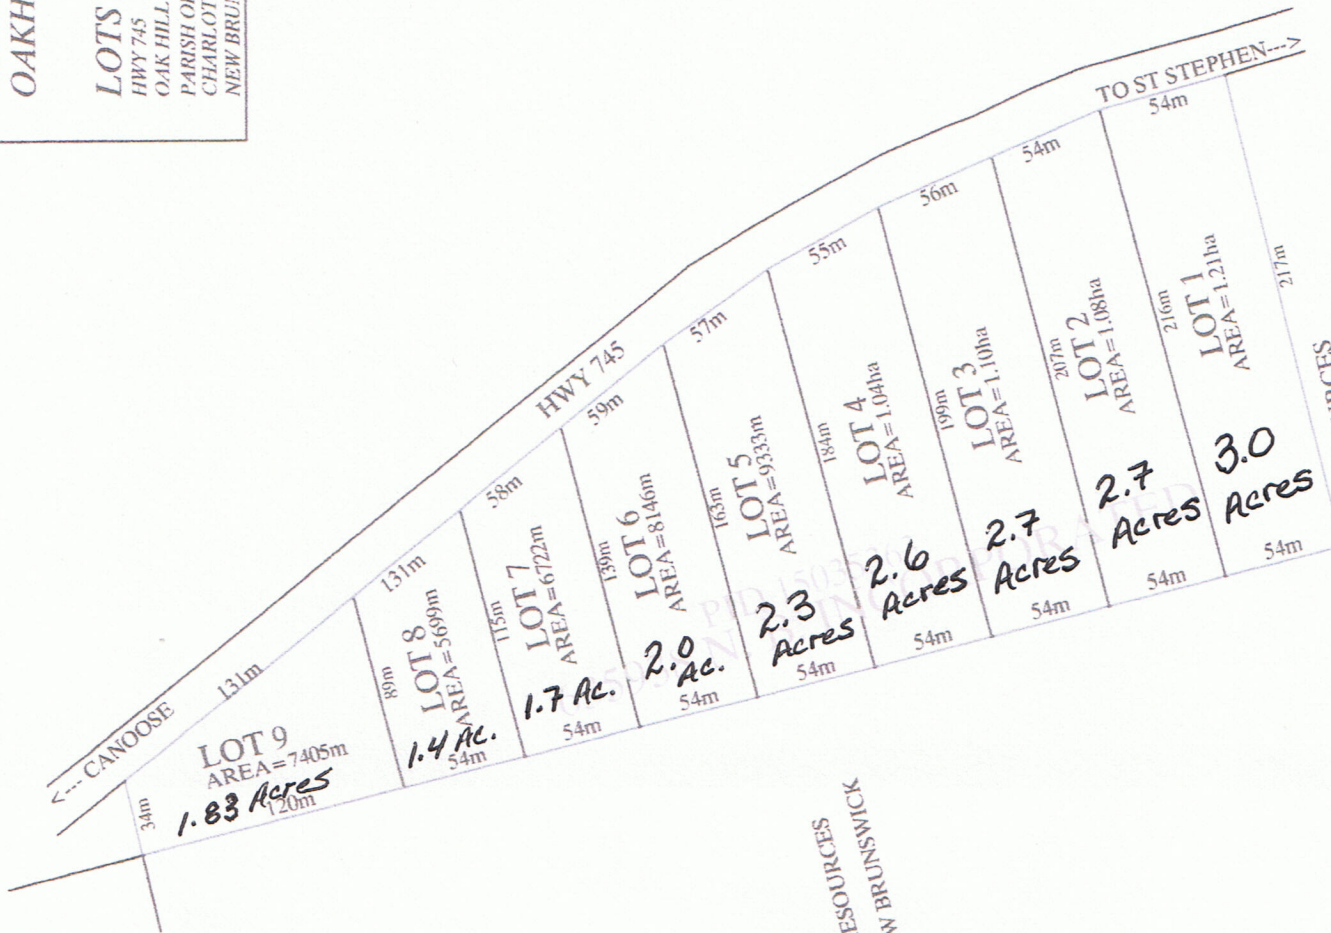 OAKH
LOTS
HWY 745
OAK HILL
PARISH O
CHARLOT
NEW BRUN
TO ST STEPHEN--->
HWY 745
<--- CANOOSE
54m
54m
56m
55m
57m
59m
58m
131m
131m
217m
LOT 1
AREA=1.21ha
3.0
Acres
54m
216m
LOT 2
AREA=1.08ha
2.7
Acres
54m
207m
LOT 3
AREA=1.10ha
2.7
Acres
54m
199m
LOT 4
AREA=1.04ha
2.6
Acres
54m
184m
LOT 5
AREA=9333m
2.3
Acres
54m
163m
LOT 6
AREA=8146m
2.0
Ac.
54m
139m
LOT 7
AREA=6722m
1.7 Ac.
54m
115m
LOT 8
AREA=5699m
1.4 Ac.
54m
89m
LOT 9
AREA=7405m
1.83 Acres
120m
34m
N. B. INCORPORATED
ESOURCES
W BRUNSWICK